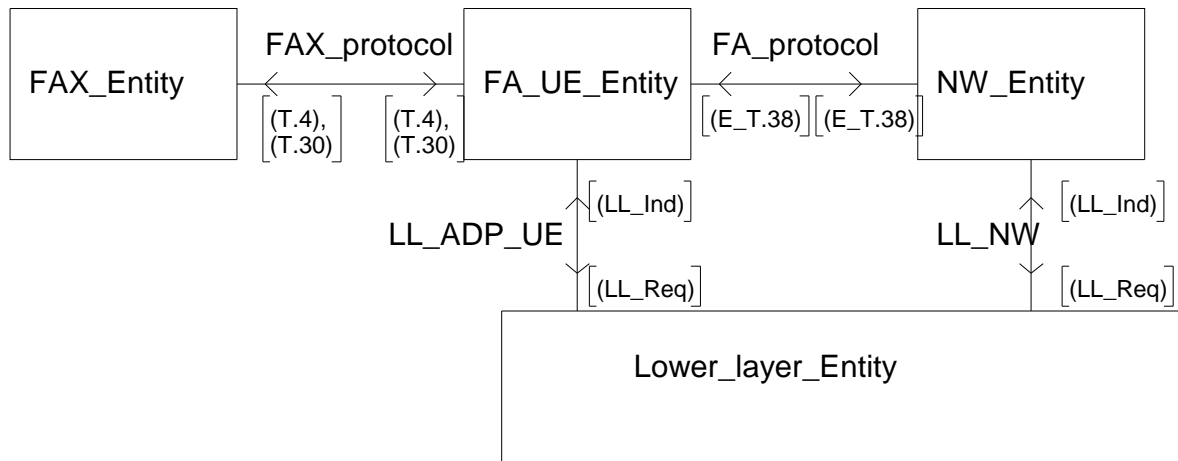 FAX_protocol
FA_protocol
FAX_Entity
FA_UE_Entity
NW_Entity
(T.4),
(T.30)
(T.4),
(T.30)
(E_T.38)
(E_T.38)
(LL_Ind)
(LL_Ind)
LL_ADP_UE
LL_NW
(LL_Req)
(LL_Req)
Lower_layer_Entity